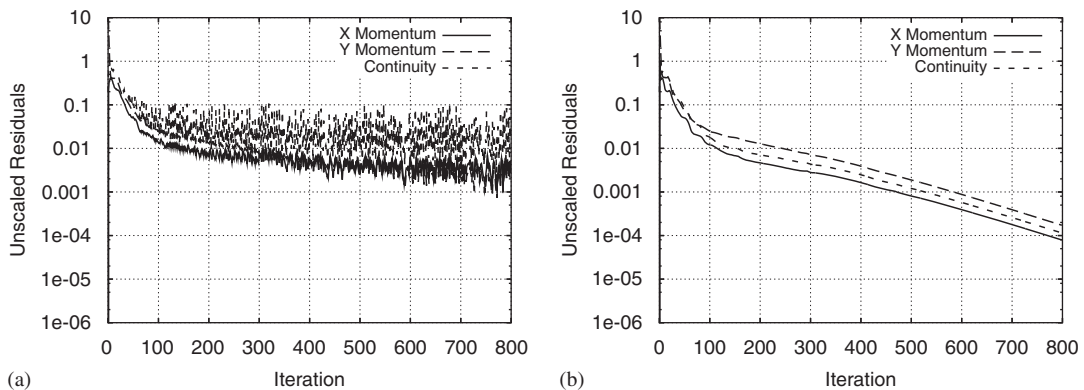 10
1
0.1
0.01
0.001
1e-04
1e-05
1e-06
Unscaled Residuals
X Momentum
Y Momentum
Continuity
0 100 200 300 400 500 600 700 800
Iteration
(a)
10
1
0.1
0.01
0.001
1e-04
1e-05
1e-06
Unscaled Residuals
X Momentum
Y Momentum
Continuity
0 100 200 300 400 500 600 700 800
Iteration
(b)